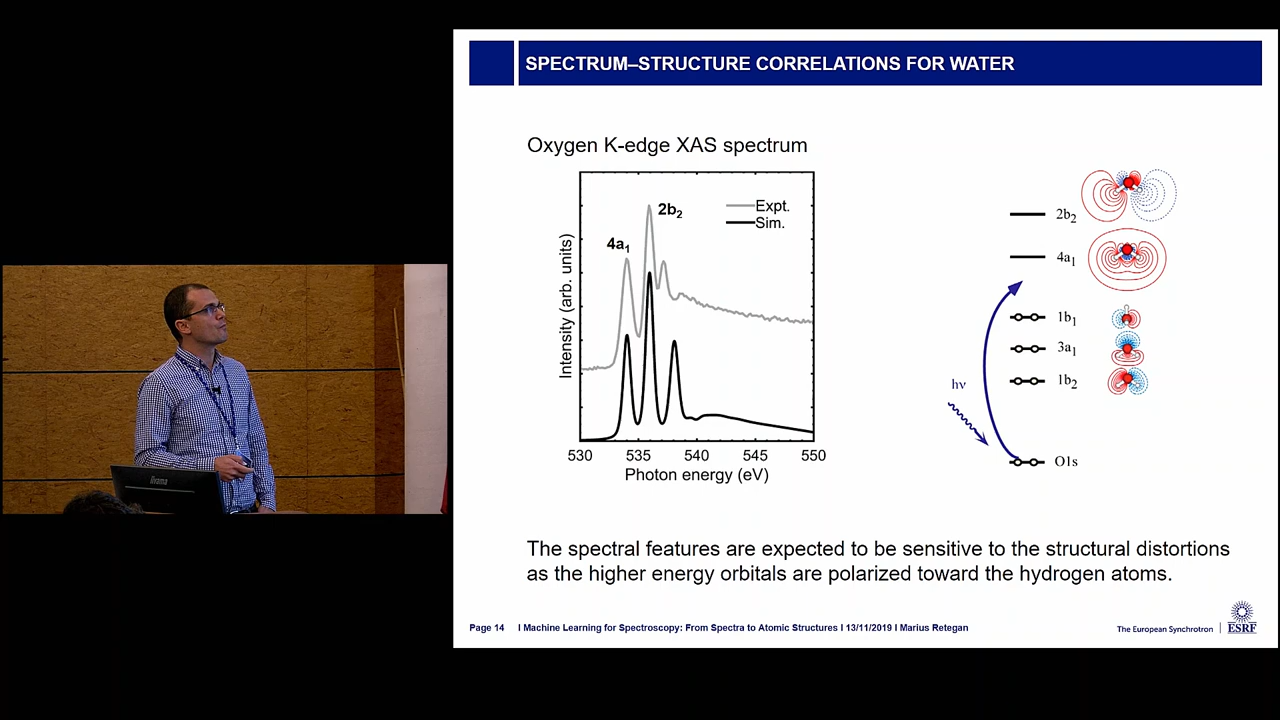 SPECTRUM–STRUCTURE CORRELATIONS FOR WATER
Oxygen K-edge XAS spectrum
2b2
4a1
Expt.
Sim.
Intensity (arb. units)
530 535 540 545 550
Photon energy (eV)
2b2
4a1
1b1
3a1
1b2
hν
O1s
The spectral features are expected to be sensitive to the structural distortions
as the higher energy orbitals are polarized toward the hydrogen atoms.
Page 14 I Machine Learning for Spectroscopy: From Spectra to Atomic Structures I 13/11/2019 I Marius Retegan
The European Synchrotron | ESRF
iiyama